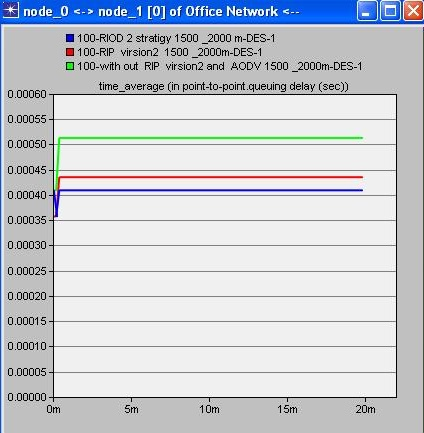 node_0 <-> node_1 [0] of Office Network <--
100-RIOD 2 stratigy 1500 _2000 m-DES-1
100-RIP virsion2 1500 _2000m-DES-1
100-with out RIP virsion2 and AODV 1500 _2000m-DES-1
time_average (in point-to-point.queuing delay (sec))
0.00060
0.00055
0.00050
0.00045
0.00040
0.00035
0.00030
0.00025
0.00020
0.00015
0.00010
0.00005
0.00000
0m 5m 10m 15m 20m